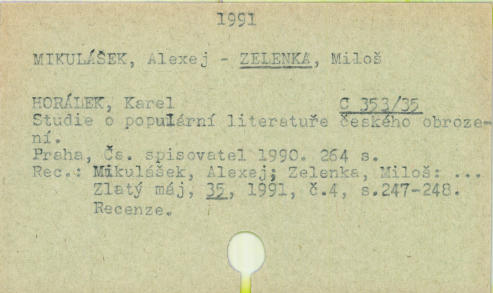 1991
MIKULÁŠEK, Alexej - ZELENKA, Miloš
HORÁLEK, Karel C 353/35
Studie o populární literatuře českého obroze-
ní.
Praha, Čs. spisovatel 1990. 264 s.
Rec.: Mikulášek, Alexej; Zelenka, Miloš: ...
Zlatý máj, 35, 1991, č.4, s.247-248.
Recenze.